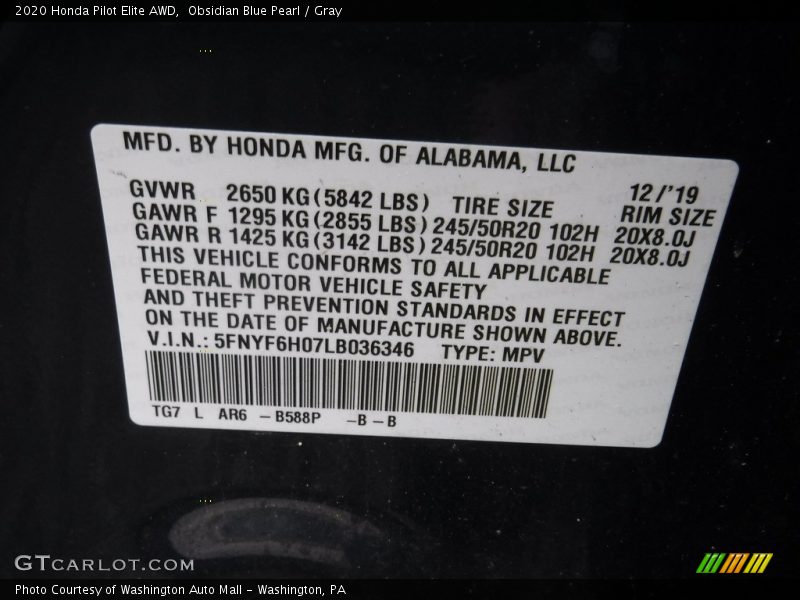 2020 Honda Pilot Elite AWD,  Obsidian Blue Pearl / Gray
MFD. BY HONDA MFG. OF ALABAMA, LLC
12/'19
GVWR 2650 KG (5842 LBS) TIRE SIZE RIM SIZE
GAWR F 1295 KG (2855 LBS) 245/50R20 102H 20X8.0J
GAWR R 1425 KG (3142 LBS) 245/50R20 102H 20X8.0J
THIS VEHICLE CONFORMS TO ALL APPLICABLE
FEDERAL MOTOR VEHICLE SAFETY
AND THEFT PREVENTION STANDARDS IN EFFECT
ON THE DATE OF MANUFACTURE SHOWN ABOVE.
V.I.N.: 5FNYF6H07LB036346 TYPE: MPV
TG7 L AR6 -B588P -B-B
GTCARLOT.COM
Photo Courtesy of Washington Auto Mall - Washington, PA